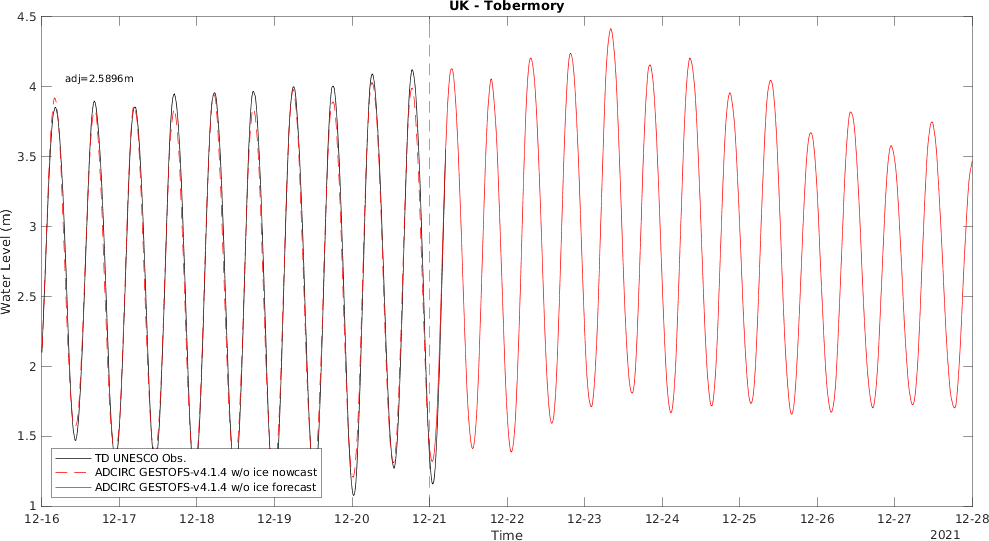 UK - Tobermory
4.5
4
3.5
3
2.5
2
1.5
1
Water Level (m)
adj=2.5896m
TD UNESCO Obs.
ADCIRC GESTOFS-v4.1.4 w/o ice nowcast
ADCIRC GESTOFS-v4.1.4 w/o ice forecast
12-16 12-17 12-18 12-19 12-20 12-21 12-22 12-23 12-24 12-25 12-26 12-27 12-28
Time
2021